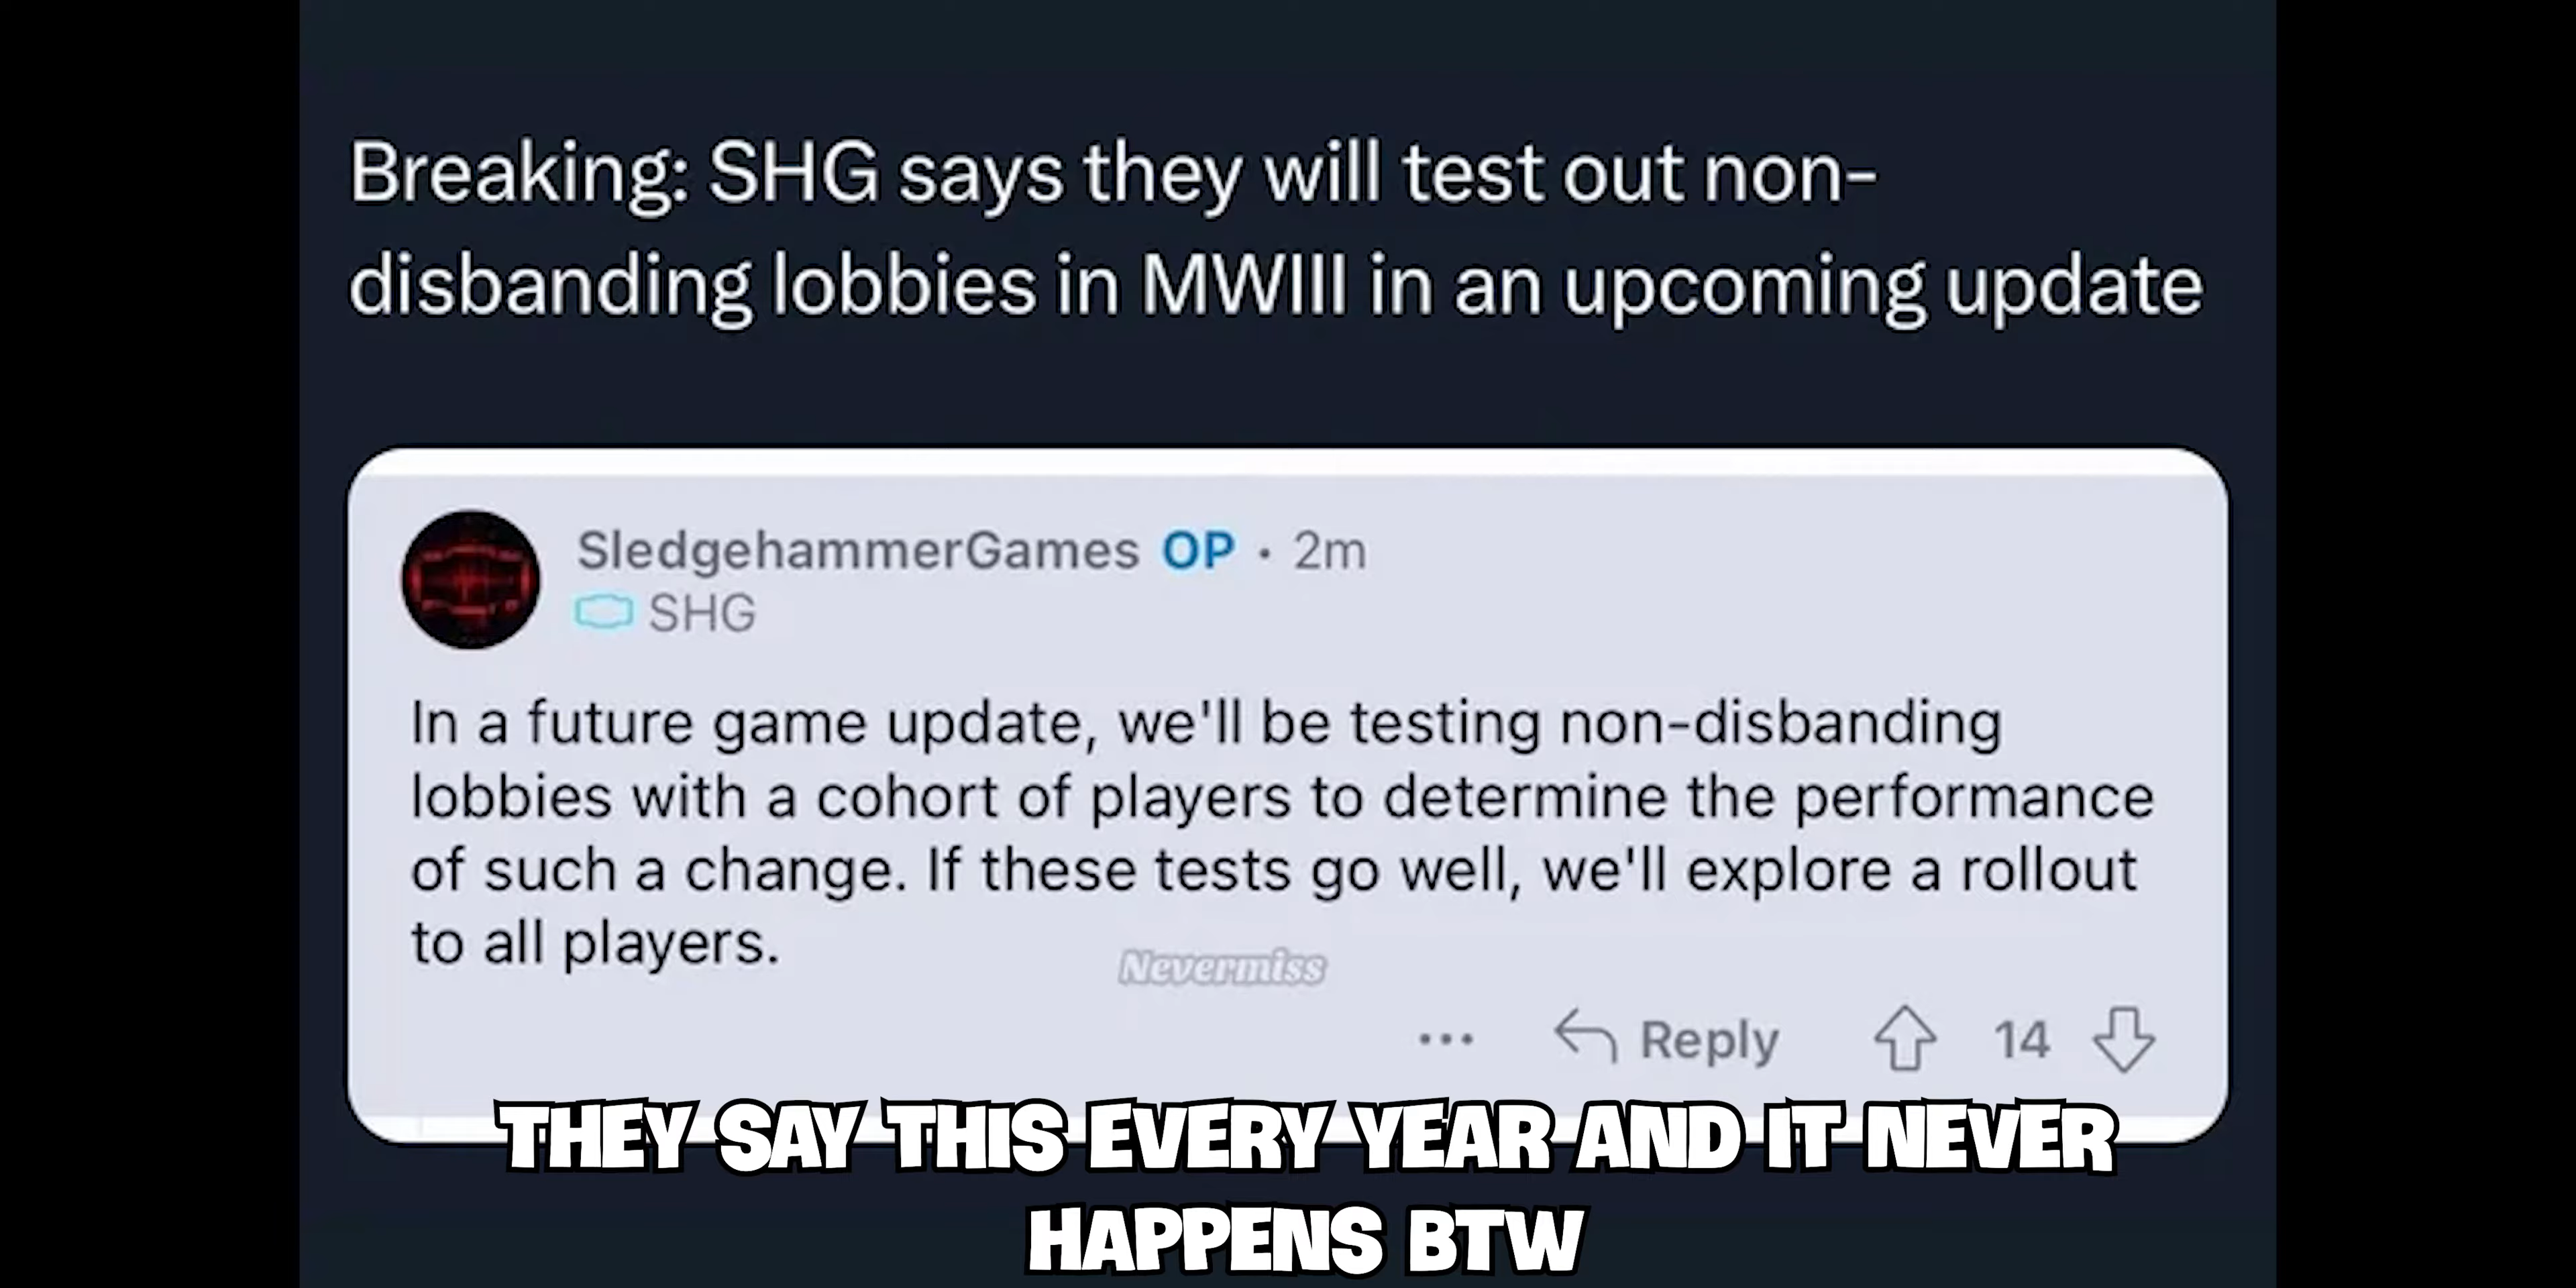 Breaking: SHG says they will test out non-
disbanding lobbies in MWIII in an upcoming update
SledgehammerGames OP · 2m
SHG
In a future game update, we'll be testing non-disbanding
lobbies with a cohort of players to determine the performance
of such a change. If these tests go well, we'll explore a rollout
to all players.
Nevermiss
... Reply 14
THEY SAY THIS EVERY YEAR AND IT NEVER
HAPPENS BTW